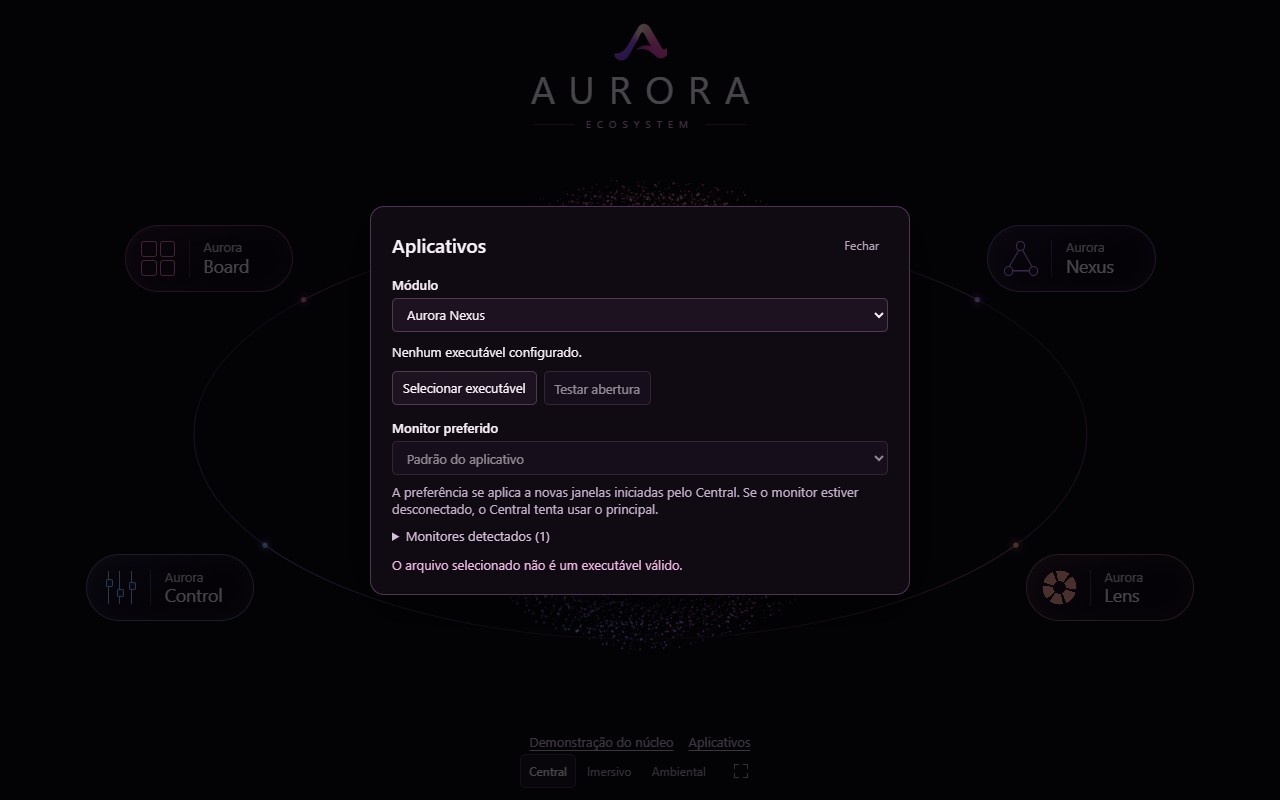 AURORA
ECOSYSTEM
Aurora
Board
Aurora
Nexus
Aplicativos
Fechar
Módulo
Aurora Nexus
Nenhum executável configurado.
Selecionar executável
Testar abertura
Monitor preferido
Padrão do aplicativo
A preferência se aplica a novas janelas iniciadas pelo Central. Se o monitor estiver
desconectado, o Central tenta usar o principal.
Monitores detectados (1)
O arquivo selecionado não é um executável válido.
Aurora
Control
Aurora
Lens
Demonstração do núcleo
Aplicativos
Central
Imersivo
Ambiental